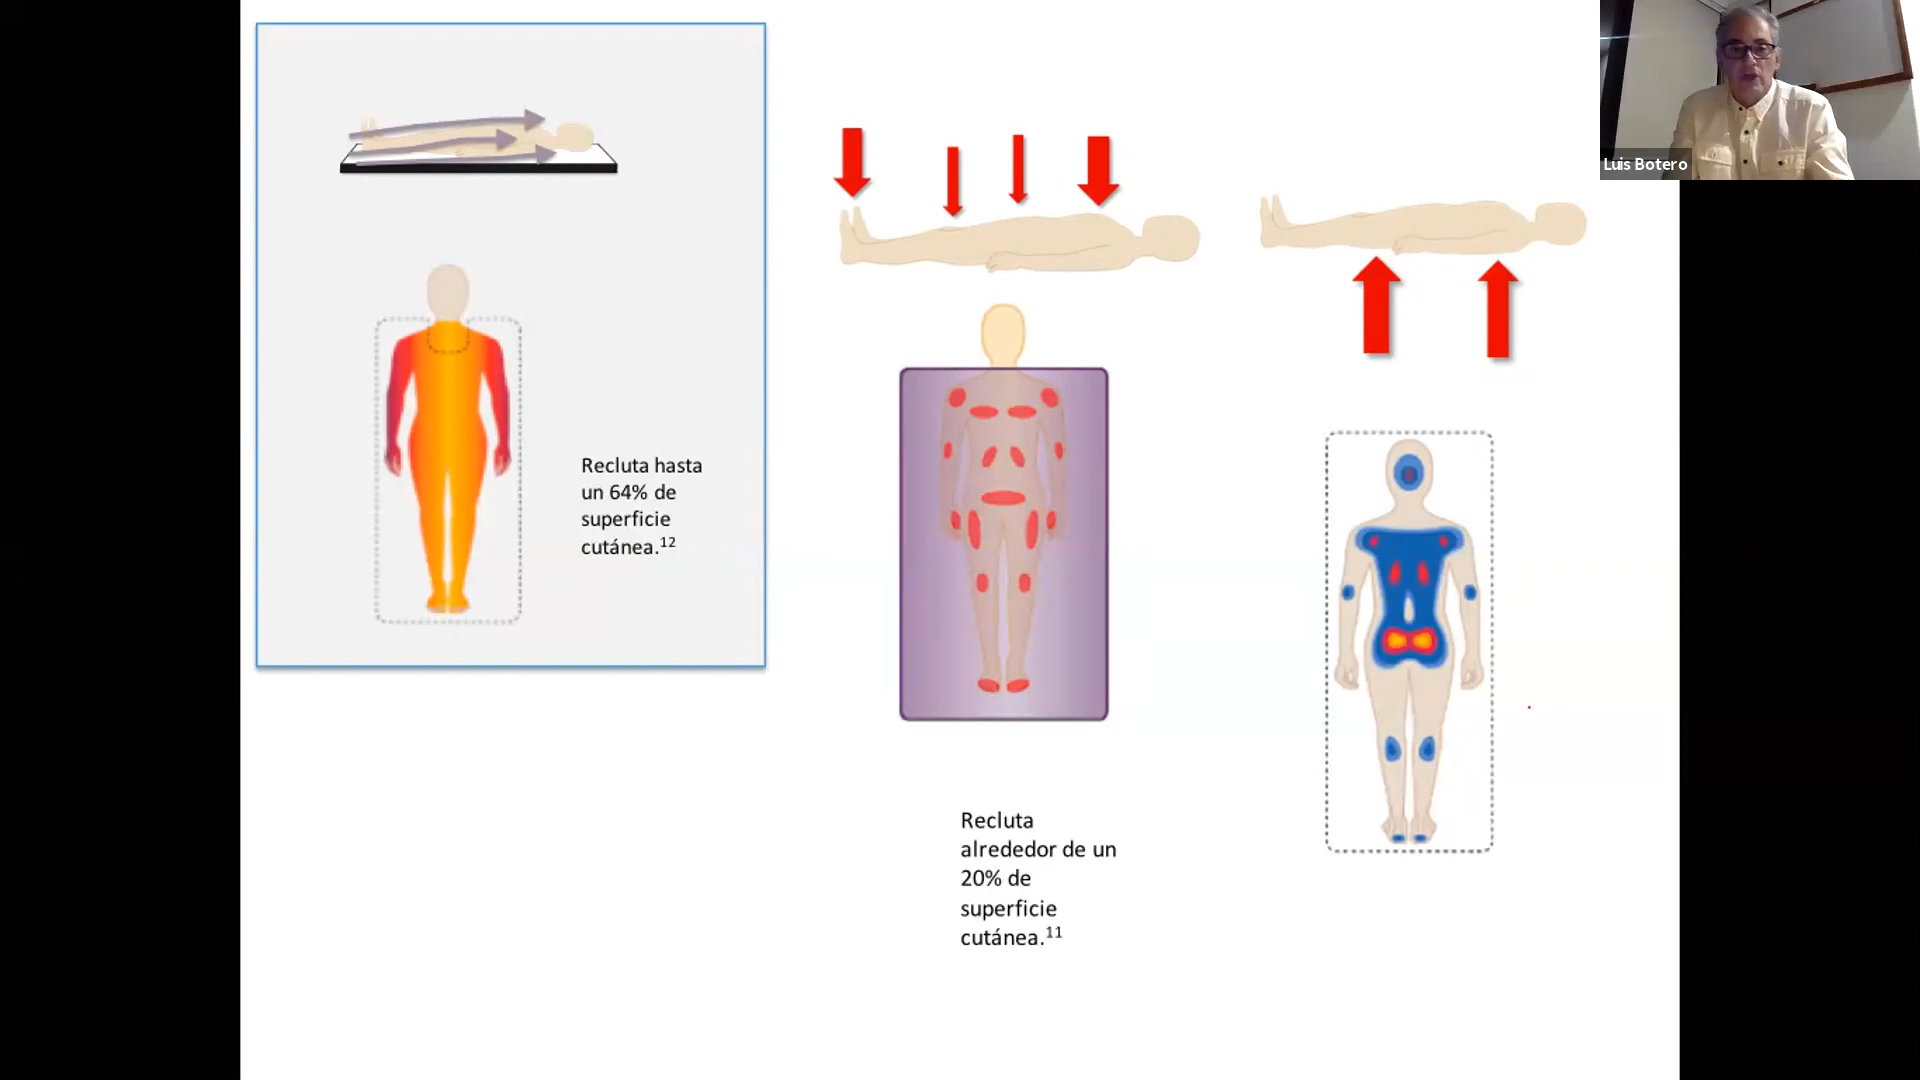 Luis Botero
Recluta hasta
un 64% de
superficie
cutánea.12
Recluta
alrededor de un
20% de
superficie
cutánea.11